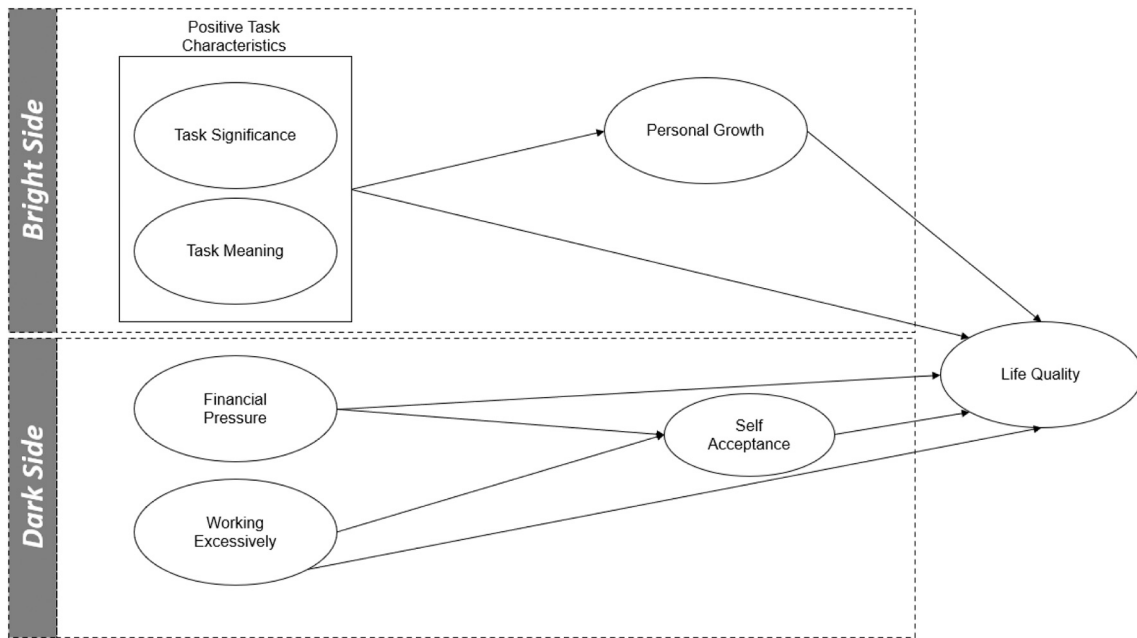 Bright Side
Positive Task
Characteristics
Task Significance
Task Meaning
Personal Growth
Dark Side
Financial
Pressure
Working
Excessively
Self
Acceptance
Life Quality